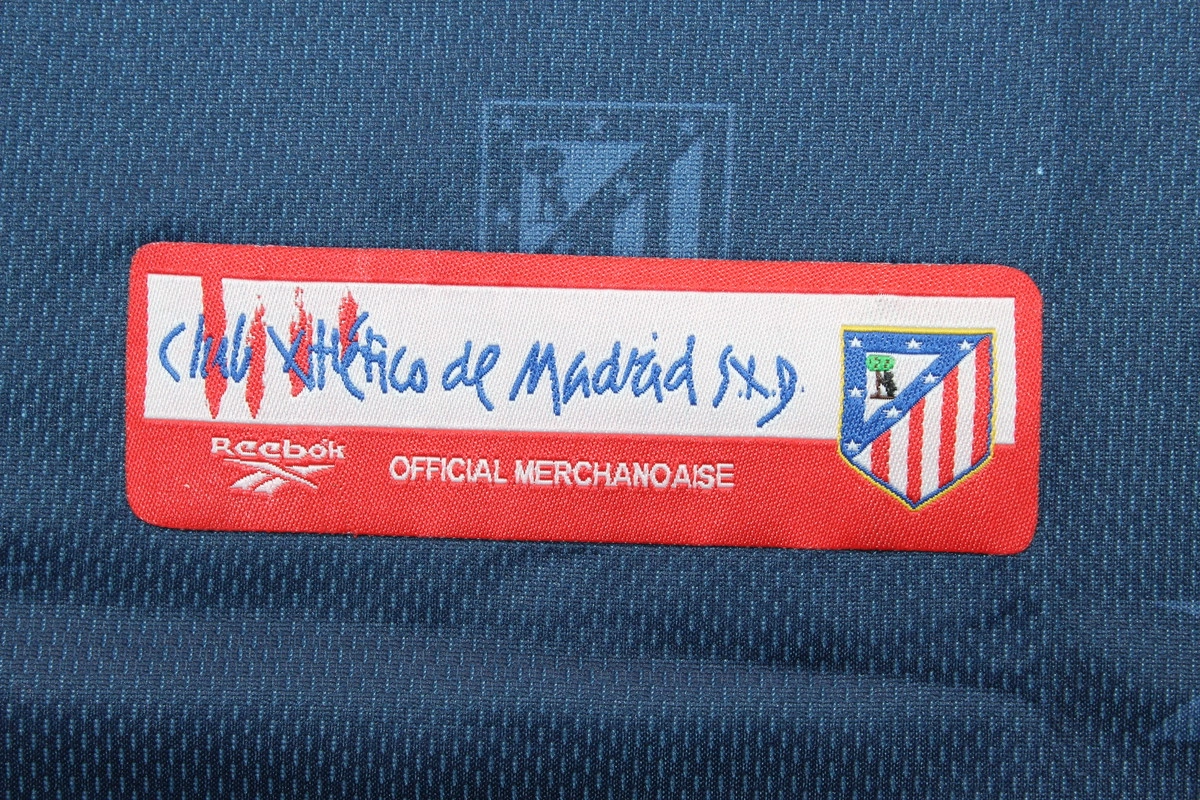 Club Atlético de Madrid S.A.D.
Reebok
OFFICIAL MERCHANOAISE